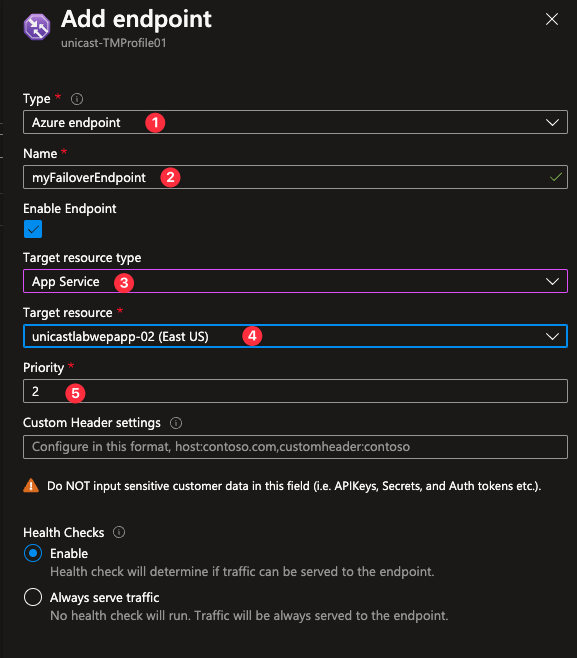 Add endpoint
unicast-TMProfile01
Type *
Azure endpoint 1
Name *
myFailoverEndpoint 2
Enable Endpoint
Target resource type
App Service 3
Target resource *
unicastlabwepapp-02 (East US) 4
Priority *
2 5
Custom Header settings
Configure in this format, host:contoso.com,customheader:contoso
Do NOT input sensitive customer data in this field (i.e. APIKeys, Secrets, and Auth tokens etc.).
Health Checks
Enable
Health check will determine if traffic can be served to the endpoint.
Always serve traffic
No health check will run. Traffic will be always served to the endpoint.